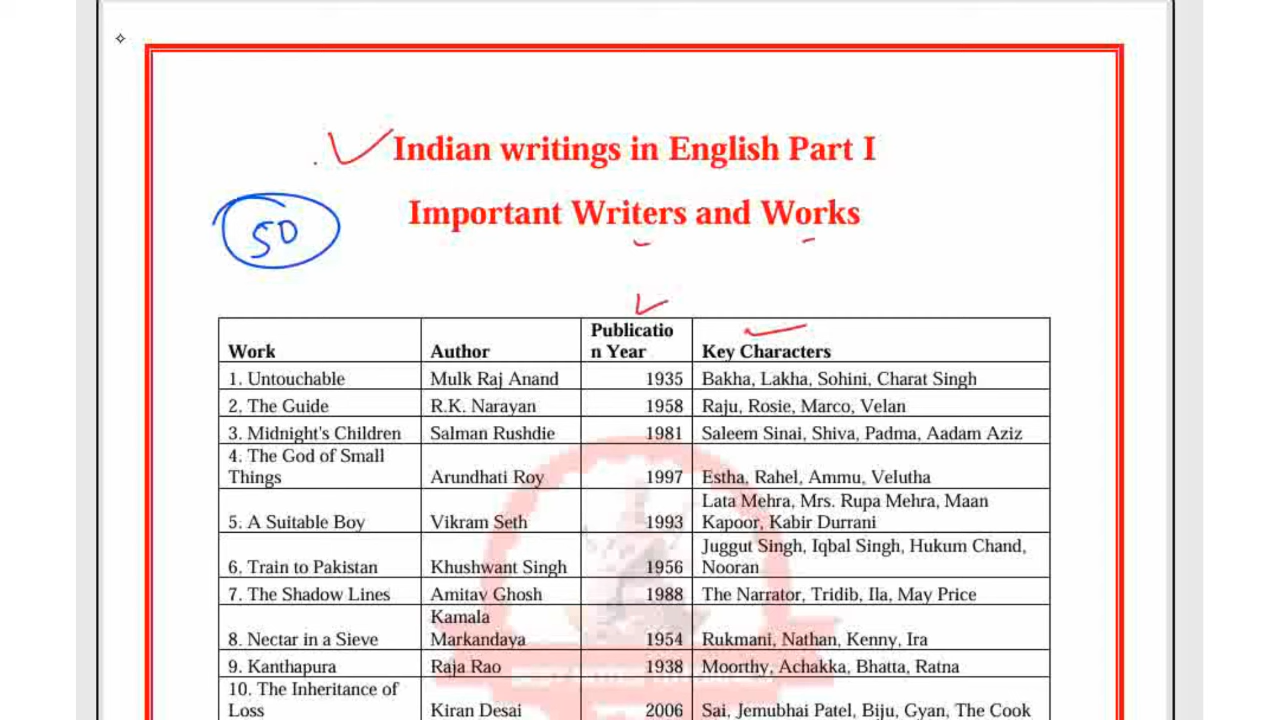 Indian writings in English Part I
50
Important Writers and Works
Work Author Publicatio
n Year Key Characters
1. Untouchable Mulk Raj Anand 1935 Bakha, Lakha, Sohini, Charat Singh
2. The Guide R.K. Narayan 1958 Raju, Rosie, Marco, Velan
3. Midnight's Children Salman Rushdie 1981 Saleem Sinai, Shiva, Padma, Aadam Aziz
4. The God of Small
Things Arundhati Roy 1997 Estha, Rahel, Ammu, Velutha
5. A Suitable Boy Vikram Seth 1993 Lata Mehra, Mrs. Rupa Mehra, Maan
Kapoor, Kabir Durrani
6. Train to Pakistan Khushwant Singh 1956 Juggut Singh, Iqbal Singh, Hukum Chand,
Nooran
7. The Shadow Lines Amitav Ghosh 1988 The Narrator, Tridib, Ila, May Price
8. Nectar in a Sieve Kamala
Markandaya 1954 Rukmani, Nathan, Kenny, Ira
9. Kanthapura Raja Rao 1938 Moorthy, Achakka, Bhatta, Ratna
10. The Inheritance of
Loss Kiran Desai 2006 Sai, Jemubhai Patel, Biju, Gyan, The Cook